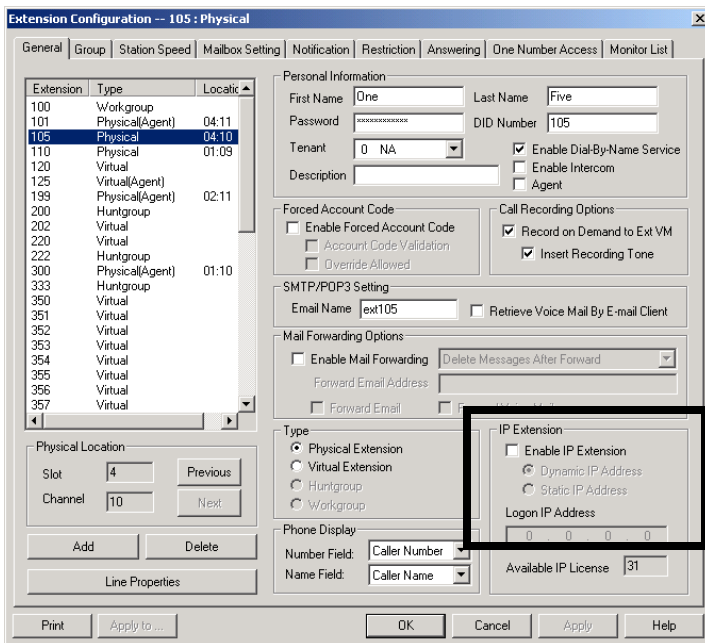 Extension Configuration -- 105 : Physical
General Group Station Speed Mailbox Setting Notification Restriction Answering One Number Access Monitor List
Extension Type Locatic
100 Workgroup
101 Physical(Agent) 04:11
105 Physical 04:10
110 Physical 01:09
120 Virtual
125 Virtual(Agent)
199 Physical(Agent) 02:11
200 Huntgroup
202 Virtual
220 Virtual
222 Huntgroup
300 Physical(Agent) 01:10
333 Huntgroup
350 Virtual
351 Virtual
352 Virtual
353 Virtual
354 Virtual
355 Virtual
356 Virtual
357 Virtual
Physical Location
Slot 4 Previous
Channel 10 Next
Add Delete
Line Properties
Personal Information
First Name One Last Name Five
Password xxxxxxxxxxxx DID Number 105
Tenant 0 NA Enable Dial-By-Name Service
Description Enable Intercom
Agent
Forced Account Code
Enable Forced Account Code
Account Code Validation
Override Allowed
Call Recording Options
Record on Demand to Ext VM
Insert Recording Tone
SMTP/POP3 Setting
Email Name ext105 Retrieve Voice Mail By E-mail Client
Mail Forwarding Options
Enable Mail Forwarding Delete Messages After Forward
Forward Email Address
Forward Email
Type
Physical Extension
Virtual Extension
Huntgroup
Workgroup
IP Extension
Enable IP Extension
Dynamic IP Address
Static IP Address
Logon IP Address
0 . 0 . 0 . 0
Available IP License 31
Phone Display
Number Field: Caller Number
Name Field: Caller Name
Print Apply to ... OK Cancel Apply Help